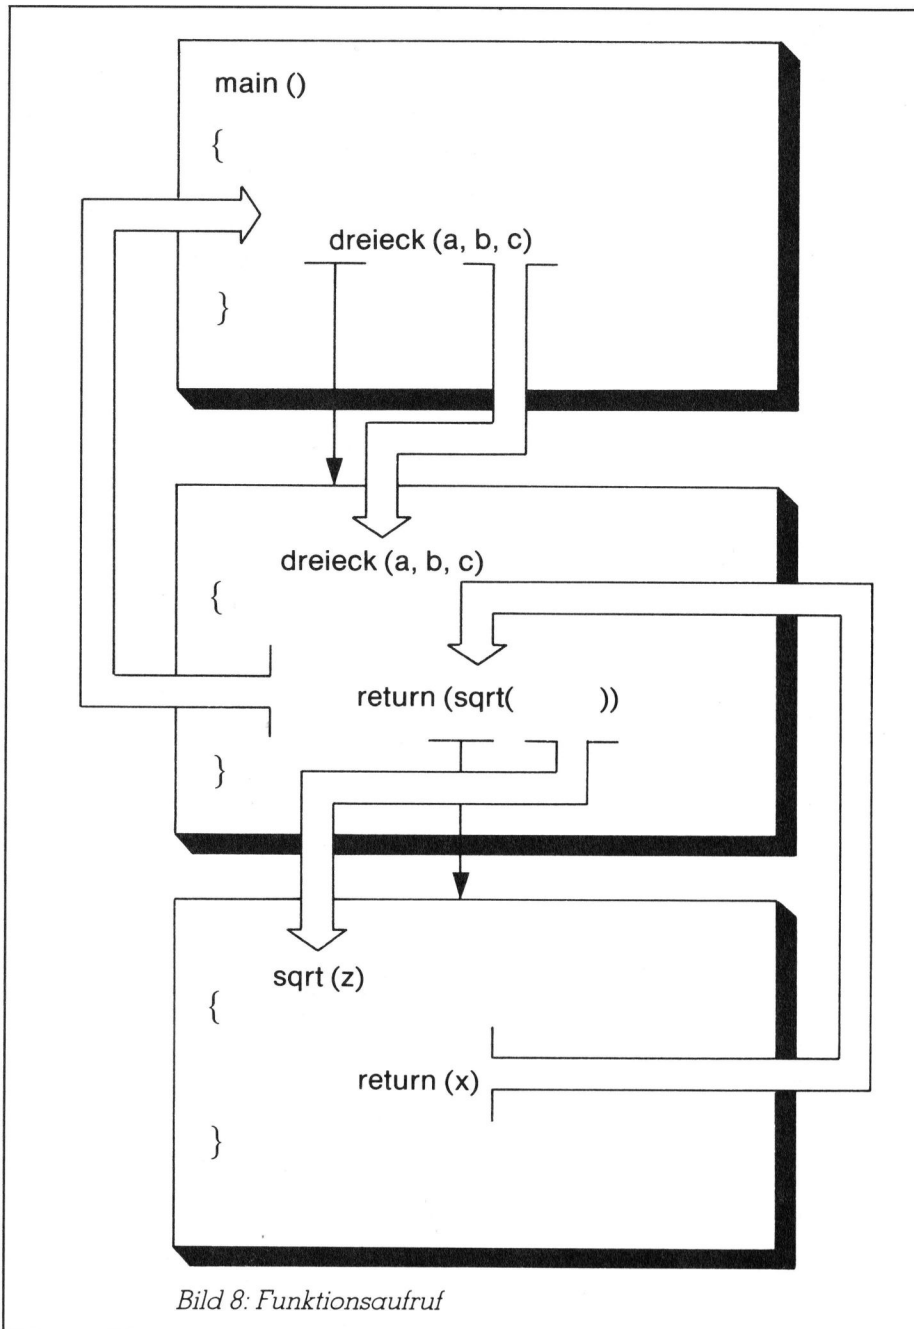 main ()
{
dreieck (a, b, c)
}
dreieck (a, b, c)
{
return (sqrt( ))
}
sqrt (z)
{
return (x)
}
Bild 8: Funktionsaufruf